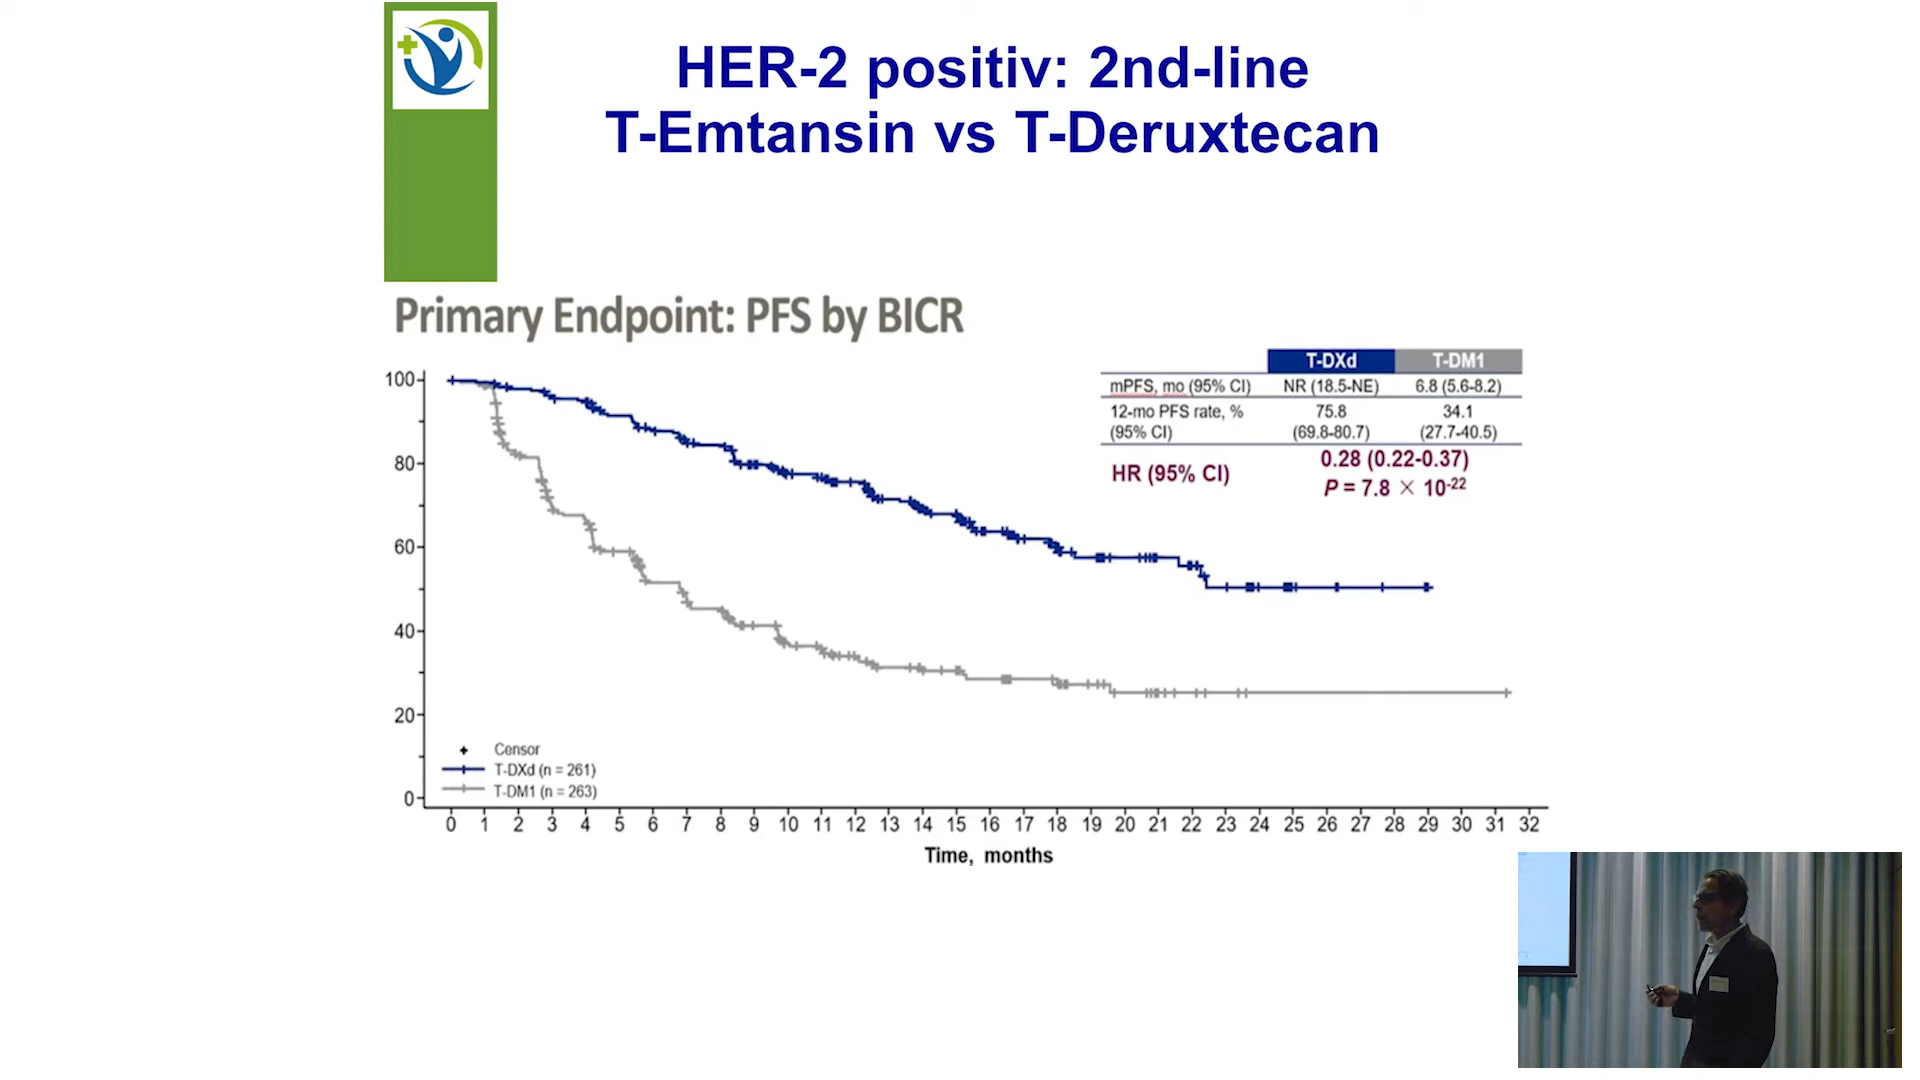 HER-2 positiv: 2nd-line
T-Emtansin vs T-Deruxtecan
Primary Endpoint: PFS by BICR
T-DXd T-DM1
mPFS, mo (95% CI) NR (18.5-NE) 6.8 (5.6-8.2)
12-mo PFS rate, % 75.8 34.1
(95% CI) (69.8-80.7) (27.7-40.5)
HR (95% CI) 0.28 (0.22-0.37)
P = 7.8 × 10-22
100
80
60
40
20
0
Censor
T-DXd (n = 261)
T-DM1 (n = 263)
0 1 2 3 4 5 6 7 8 9 10 11 12 13 14 15 16 17 18 19 20 21 22 23 24 25 26 27 28 29 30 31 32
Time, months